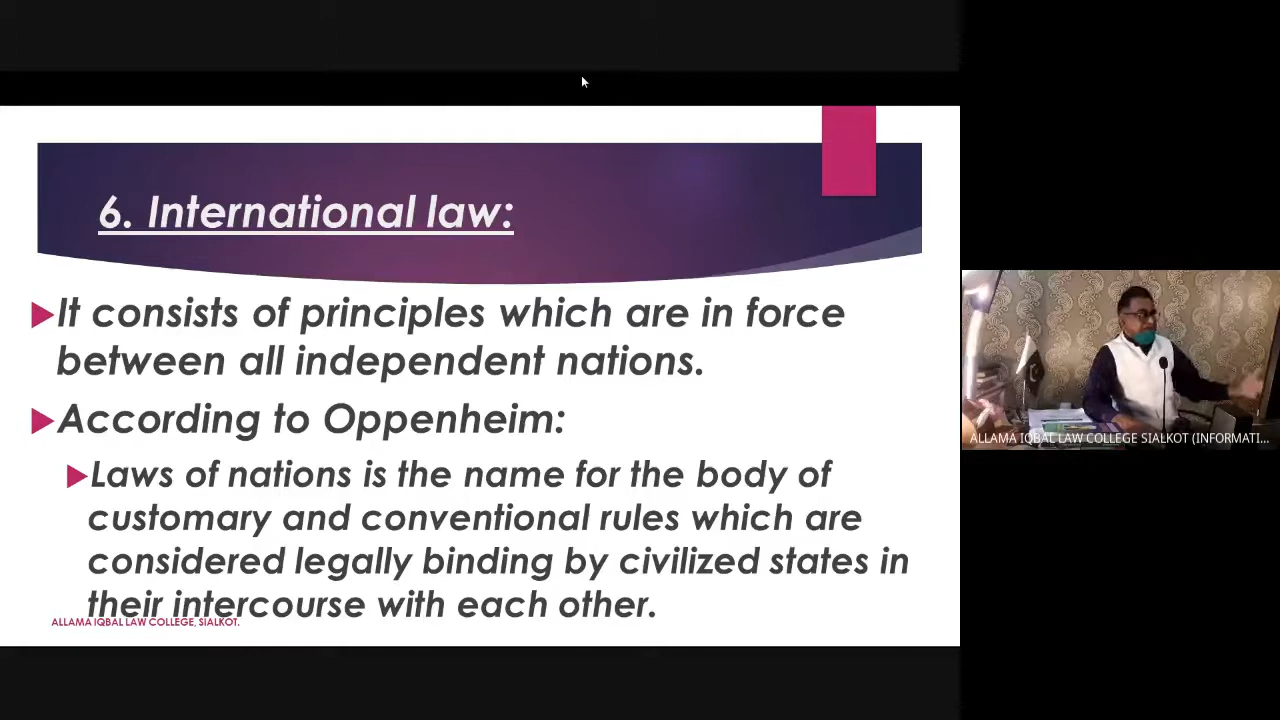 6. International law:
It consists of principles which are in force
between all independent nations.
According to Oppenheim:
Laws of nations is the name for the body of
customary and conventional rules which are
considered legally binding by civilized states in
their intercourse with each other.
ALLAMA IQBAL LAW COLLEGE, SIALKOT.
ALLAMA IQBAL LAW COLLEGE SIALKOT (INFORMATI...